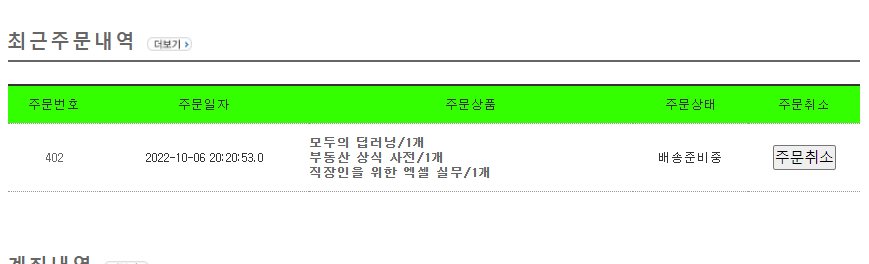 최근주문내역 더보기
주문번호 주문일자 주문상품 주문상태 주문취소
모두의 딥러닝/1개
402 2022-10-06 20:20:53.0 부동산 상식 사전/1개 배송준비중 주문취소
직장인을 위한 엑셀 실무/1개